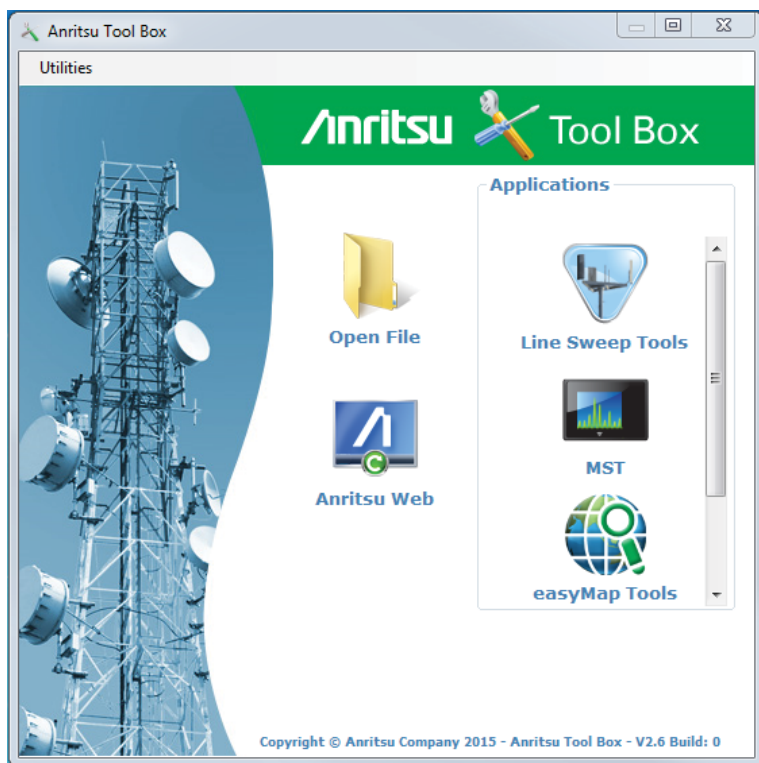 Anritsu Tool Box
Utilities
Anritsu Tool Box
Applications
Open File
Line Sweep Tools
MST
Anritsu Web
easyMap Tools
Copyright © Anritsu Company 2015 - Anritsu Tool Box - V2.6 Build: 0